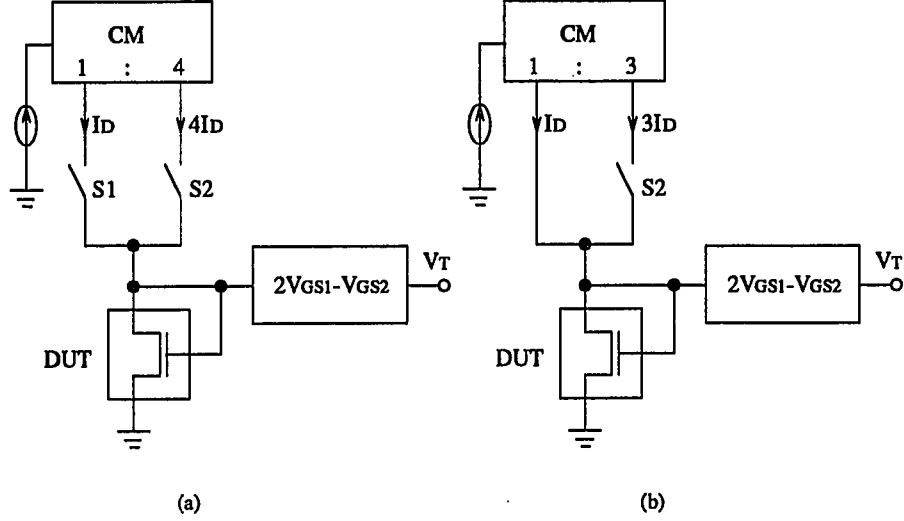 CM
1 : 4
ID
4ID
S1
S2
2VGS1-VGS2
VT
DUT
(a)
CM
1 : 3
ID
3ID
S2
2VGS1-VGS2
VT
DUT
(b)